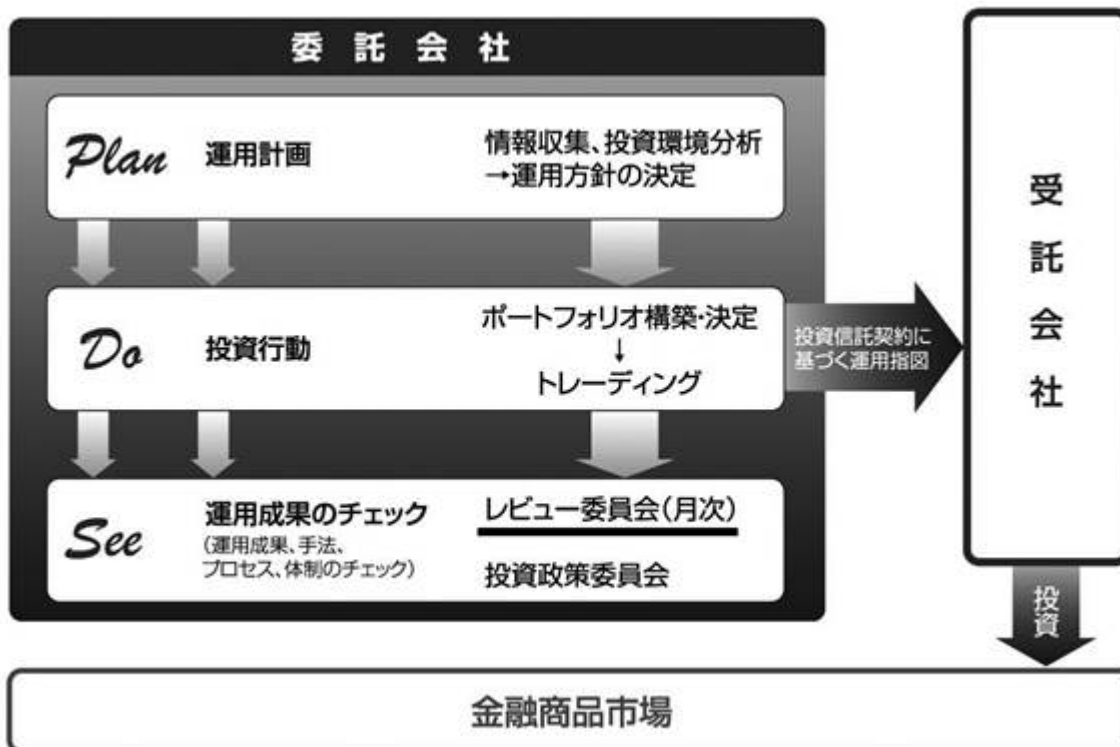 委託会社
Plan 運用計画
情報収集、投資環境分析
→運用方針の決定
Do 投資行動
ポートフォリオ構築・決定
↓
トレーディング
投資信託契約に
基づく運用指図
See 運用成果のチェック
(運用成果、手法、
プロセス、体制のチェック)
レビュー委員会(月次)
投資政策委員会
受託会社
投資
金融商品市場